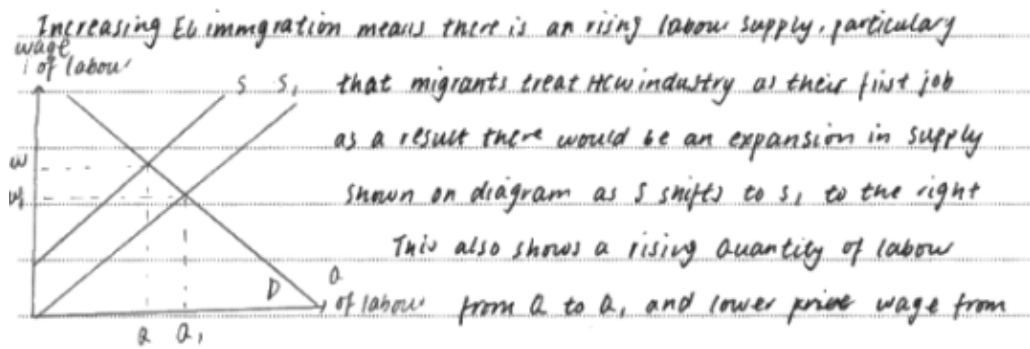 Increasing EU immgration means there is an rising labour supply, particulary
wage
of labour
S S₁ that migrants treat HCW industry as their first job
as a result there would be an expansion in supply
w
shown on diagram as S shifts to S₁ to the right
This also shows a rising Quantity of labour
D Q
of labour from Q to Q₁ and lower price wage from
Q Q₁